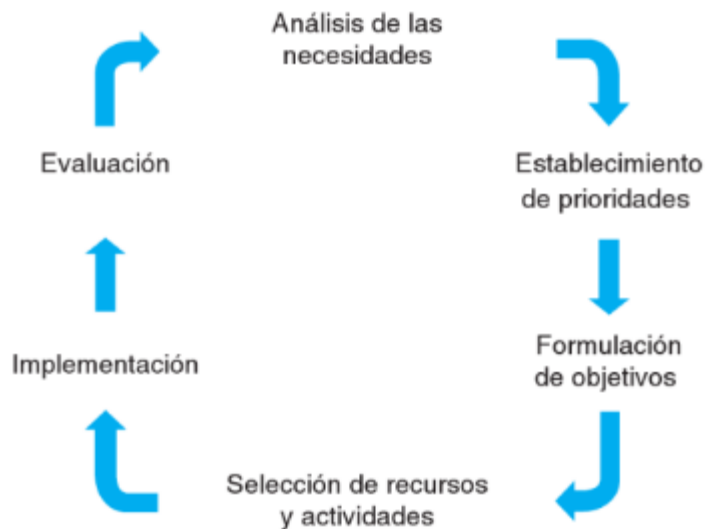 Análisis de las
necesidades
Establecimiento
de prioridades
Formulación
de objetivos
Selección de recursos
y actividades
Implementación
Evaluación